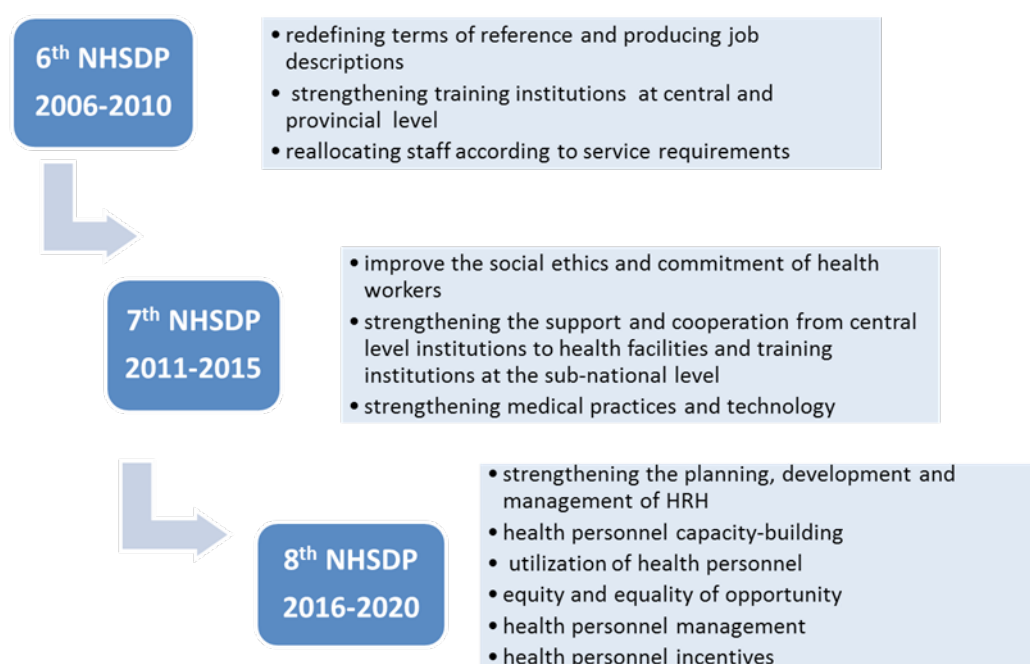 6th NHSDP
2006-2010
• redefining terms of reference and producing job
descriptions
• strengthening training institutions at central and
provincial level
• reallocating staff according to service requirements
7th NHSDP
2011-2015
• improve the social ethics and commitment of health
workers
• strengthening the support and cooperation from central
level institutions to health facilities and training
institutions at the sub-national level
• strengthening medical practices and technology
8th NHSDP
2016-2020
• strengthening the planning, development and
management of HRH
• health personnel capacity-building
• utilization of health personnel
• equity and equality of opportunity
• health personnel management
• health personnel incentives